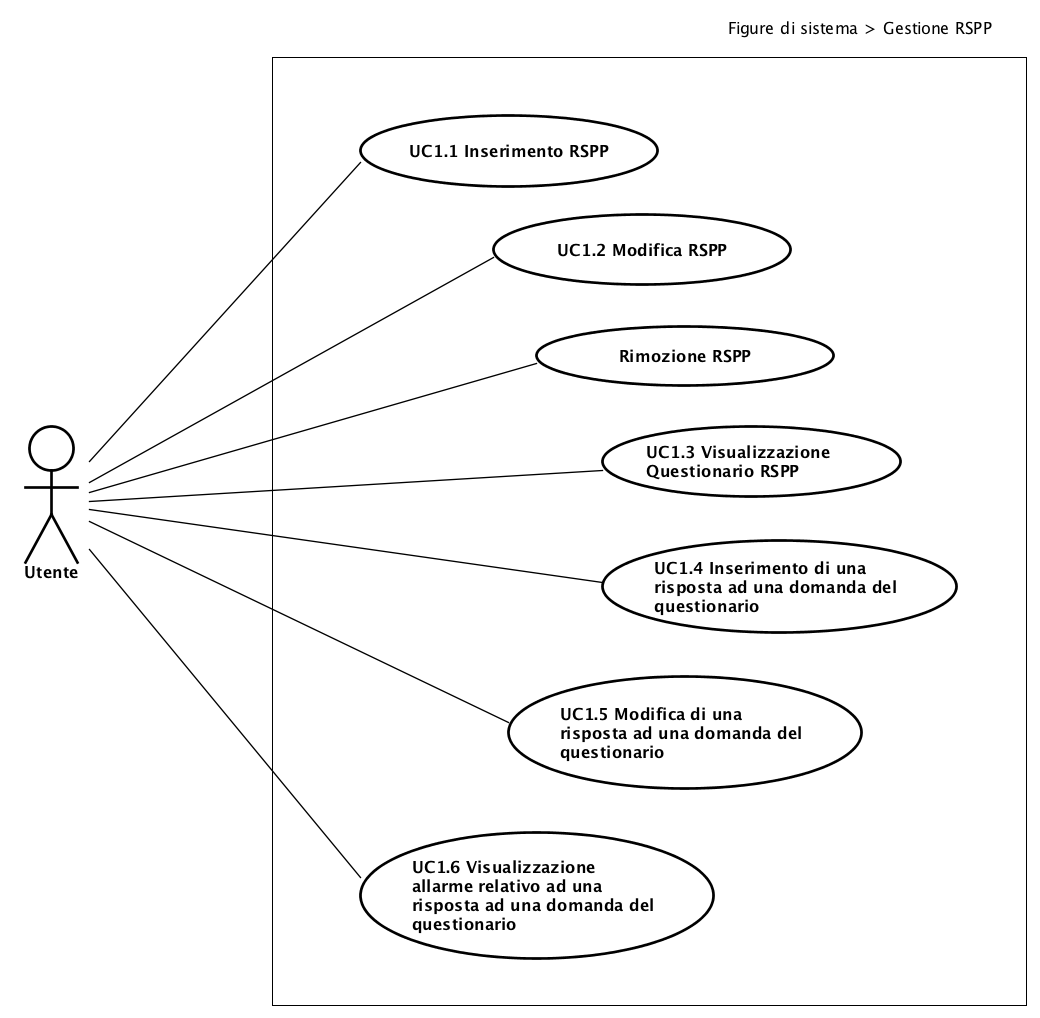 Figure di sistema > Gestione RSPP
UC1.1 Inserimento RSPP
UC1.2 Modifica RSPP
Rimozione RSPP
UC1.3 Visualizzazione
Questionario RSPP
UC1.4 Inserimento di una
risposta ad una domanda del
questionario
Utente
UC1.5 Modifica di una
risposta ad una domanda del
questionario
UC1.6 Visualizzazione
allarme relativo ad una
risposta ad una domanda del
questionario